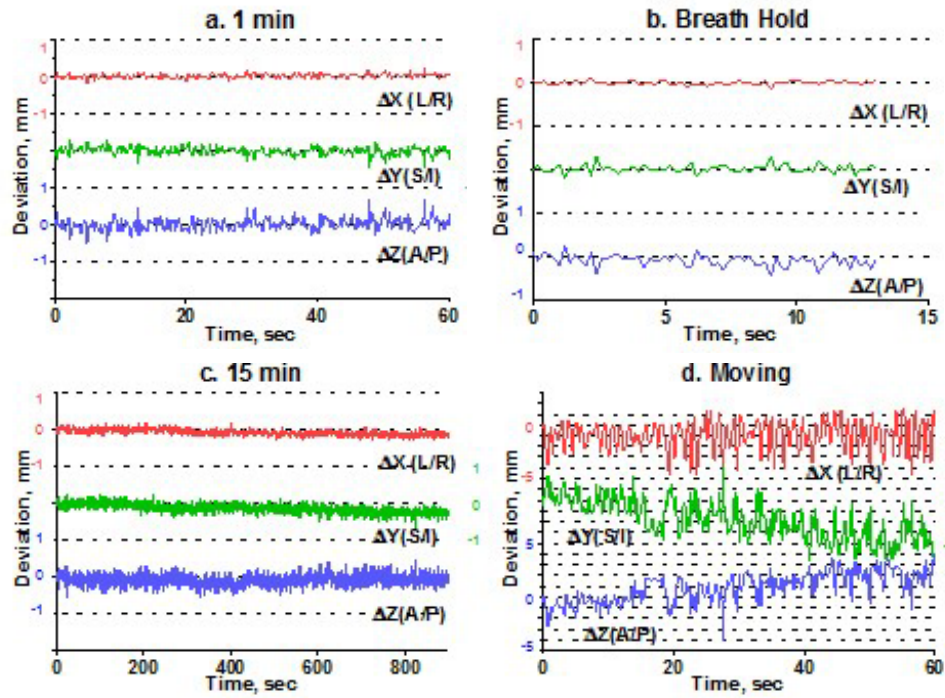 a. 1 min
1
0
-1
1
0
-1
Deviation, mm
ΔX (L/R)
ΔY(S/I)
ΔZ(A/P)
0
20
40
60
Time, sec
b. Breath Hold
1
0
-1
1
0
-1
Deviation, mm
ΔX (L/R)
ΔY(S/I)
ΔZ(A/P)
0
5
10
15
Time, sec
c. 15 min
1
0
-1
1
0
-1
Deviation, mm
ΔX (L/R)
1
0
-1
ΔY(S/I)
ΔZ(A/P)
0
200
400
600
800
Time, sec
d. Moving
0
-5
5
0
-5
Deviation, mm
ΔX (L/R)
ΔY(S/I)
ΔZ(A/P)
0
20
40
60
Time, sec